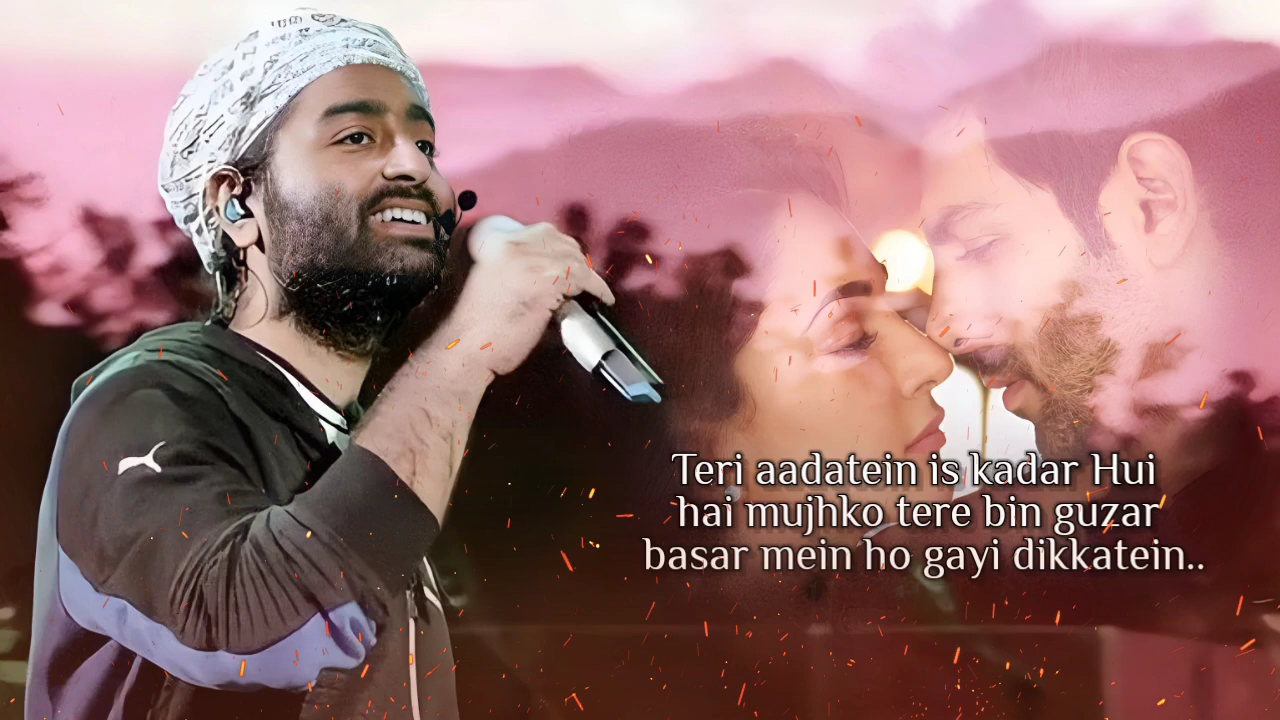 Teri aadatein is kadar Hui
hai mujhko tere bin guzar
basar mein ho gayi dikkatein..